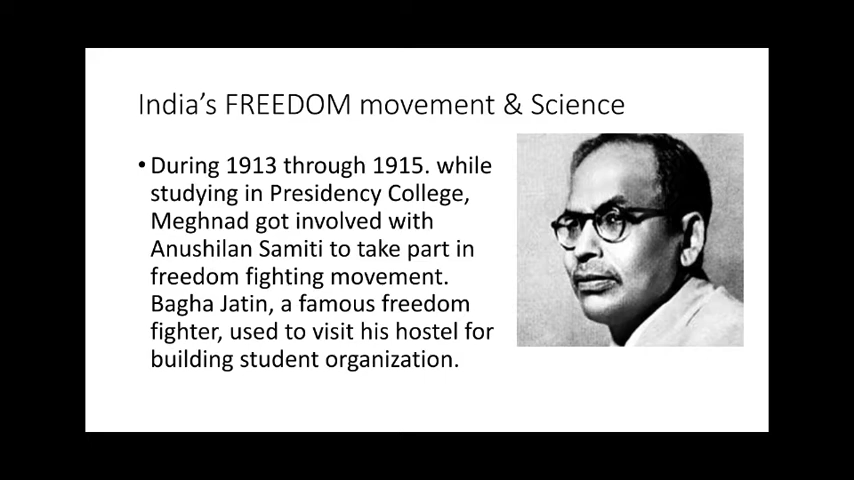 India's FREEDOM movement & Science
• During 1913 through 1915. while
studying in Presidency College,
Meghnad got involved with
Anushilan Samiti to take part in
freedom fighting movement.
Bagha Jatin, a famous freedom
fighter, used to visit his hostel for
building student organization.